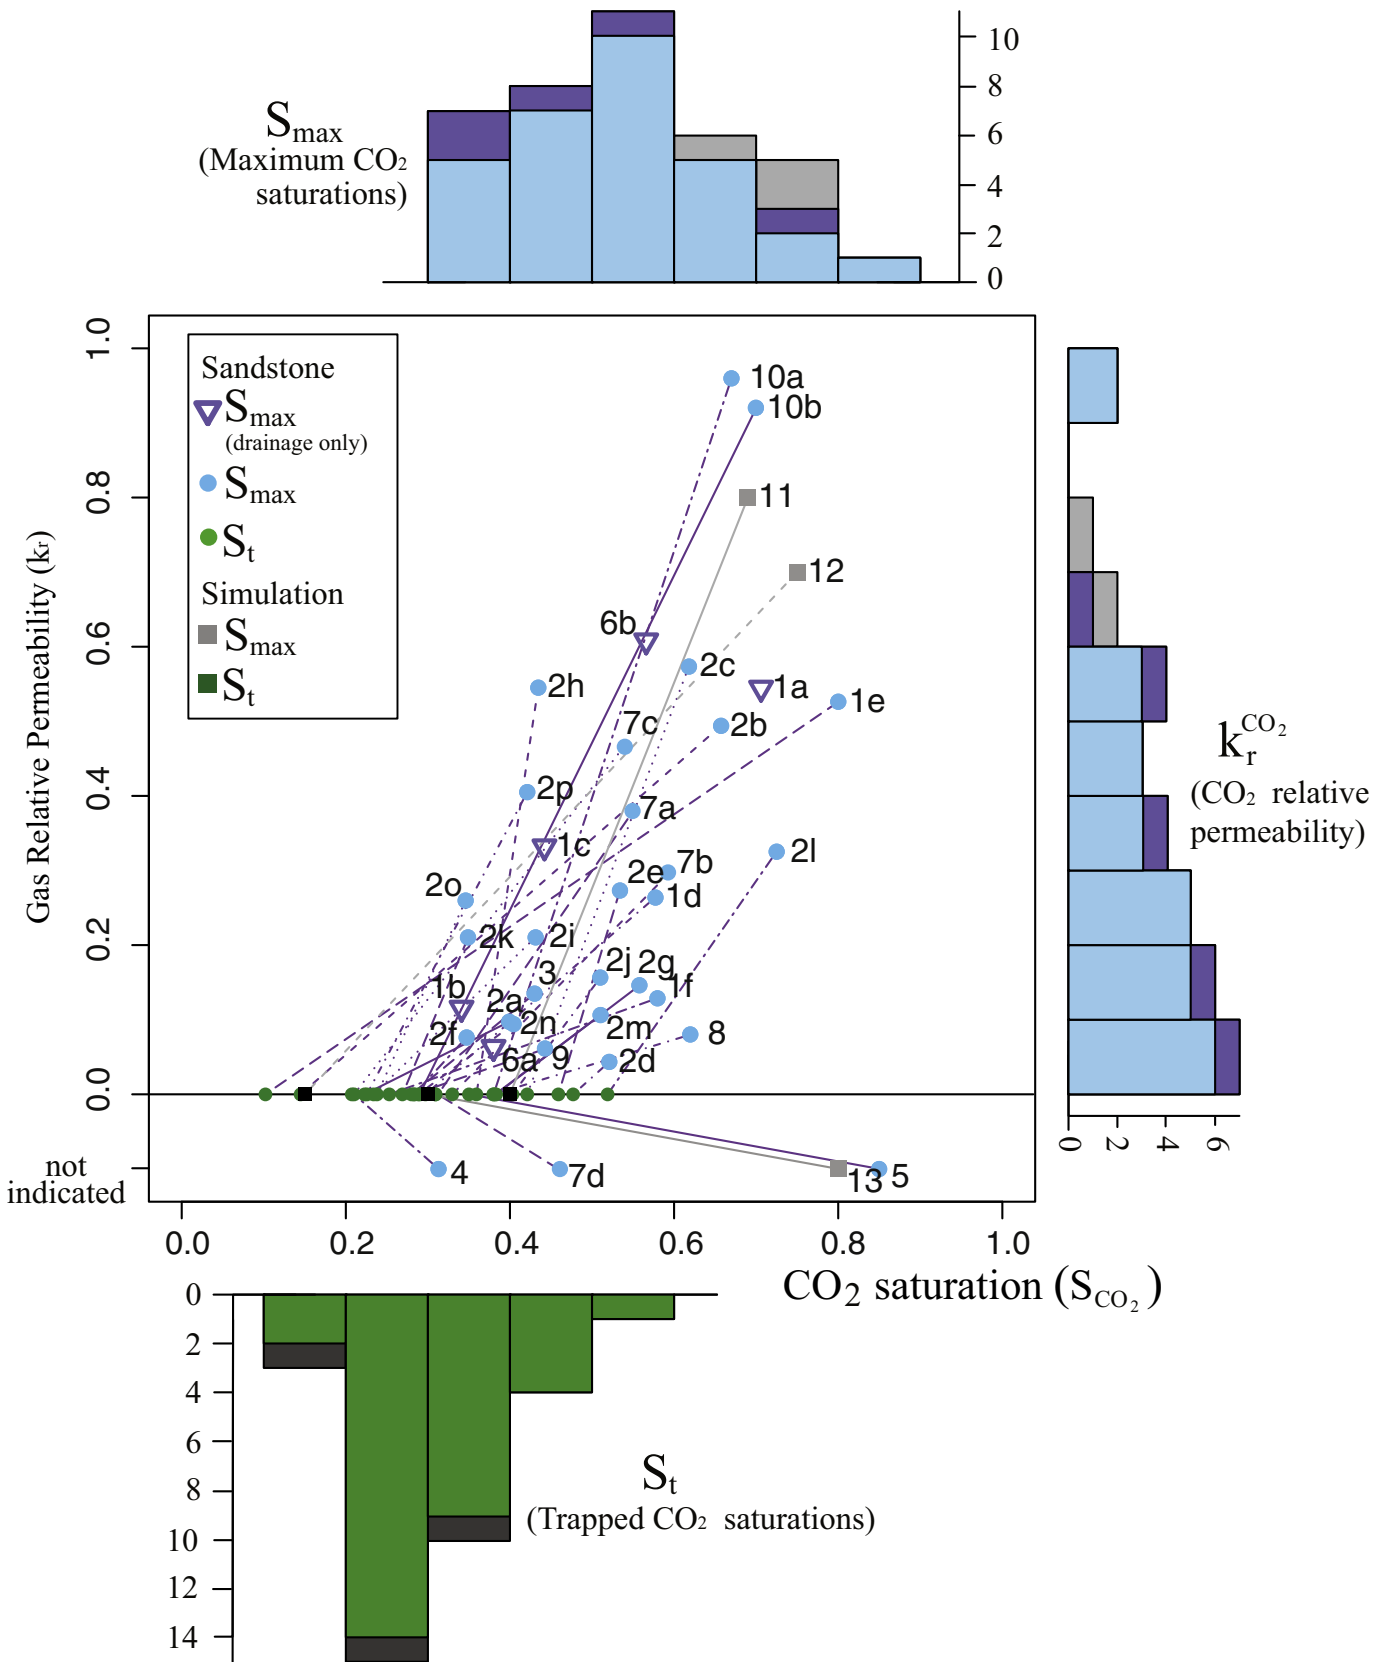 10
8
6
4
2
0
Smax
(Maximum CO2
saturations)
Gas Relative Permeability (kr)
1.0
0.8
0.6
0.4
0.2
0.0
not
indicated
Sandstone
Smax
(drainage only)
Smax
St
Simulation
Smax
St
10a
10b
11
12
6b
2c
2h
1a
1e
2b
7c
2p
7a
1c
2l
7b
2e
1d
2o
2k
2i
2j
2g
3
1f
1b
2a
2n
2m
2f
8
6a
9
2d
4
7d
13
5
krCO2
(CO2 relative
permeability)
0
2
4
6
0.0
0.2
0.4
0.6
0.8
1.0
CO2 saturation (SCO2)
0
2
4
6
8
10
12
14
St
(Trapped CO2 saturations)